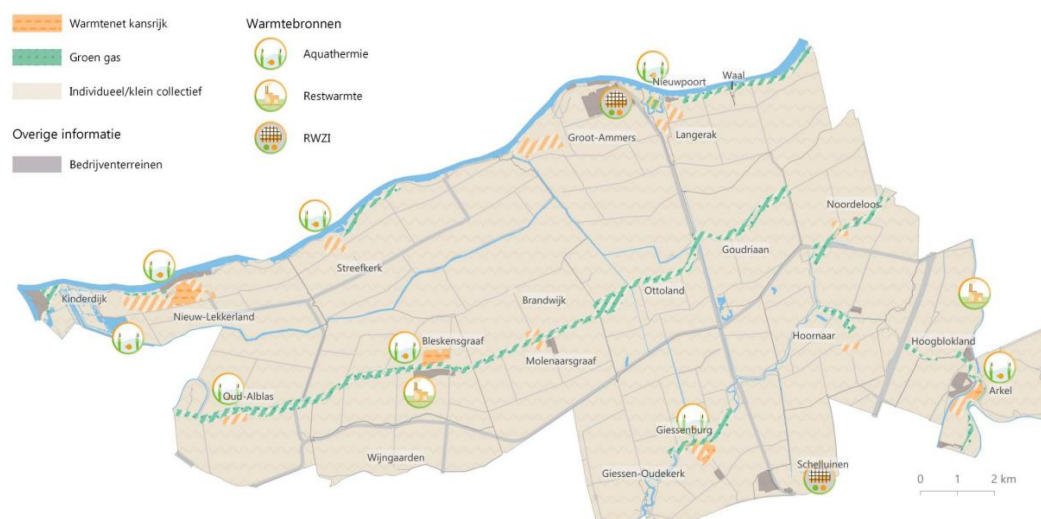 Warmtenet kansrijk
Groen gas
Individueel/klein collectief
Overige informatie
Bedrijventerreinen
Warmtebronnen
Aquathermie
Restwarmte
RWZI
Nieuwpoort
Waal
Groot-Ammers
Langerak
Noordeloos
Streefkerk
Goudriaan
Kinderdijk
Nieuw-Lekkerland
Brandwijk
Ottoland
Bleskensgraaf
Molenaarsgraaf
Hoornaar
Hoogblokland
Oud-Alblas
Arkel
Giessenburg
Wijngaarden
Giessen-Oudekerk
Schelluinen
0 1 2 km